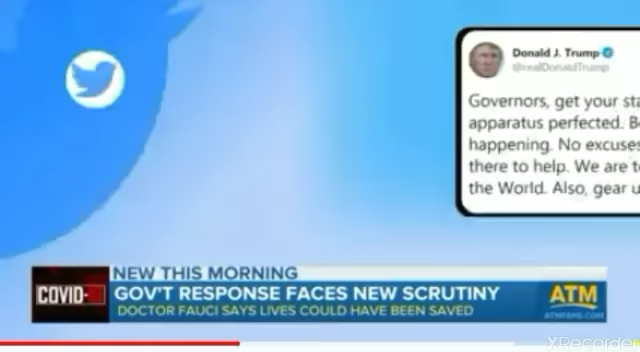 Donald J. Trump
@realDonaldTrump
Governors, get your
apparatus perfected.
happening. No excuses
there to help. We are
the World. Also, gear
NEW THIS MORNING
COVID-
GOV'T RESPONSE FACES NEW SCRUTINY
DOCTOR FAUCI SAYS LIVES COULD HAVE BEEN SAVED
ATM
ATMFANS.COM
XRecorder